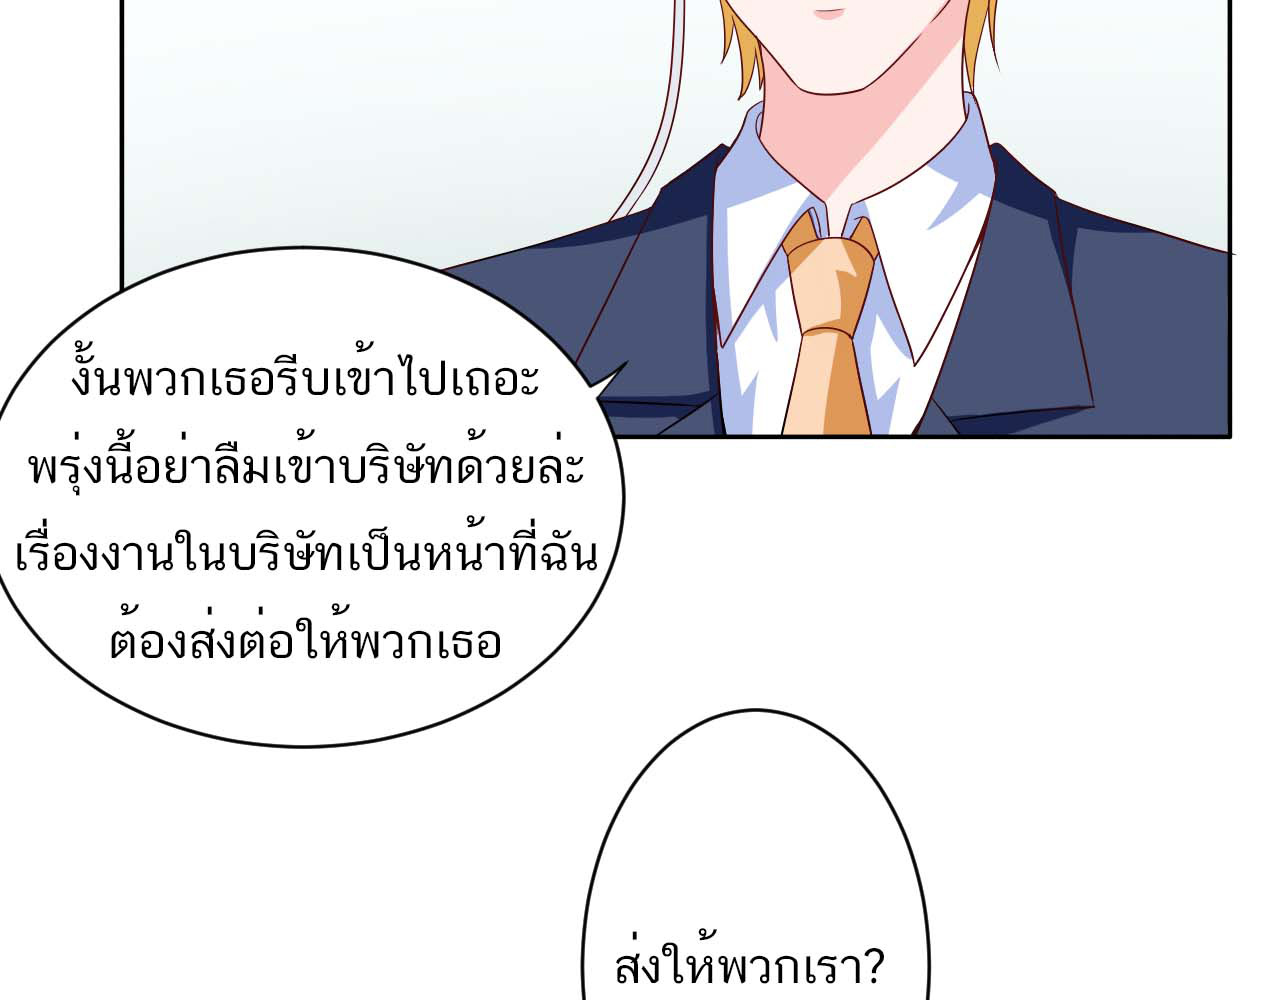 งั้นพวกเธอรีบเข้าไปเถอะ
พรุ่งนี้อย่าลืมเข้าบริษัทด้วยล่ะ
เรื่องงานในบริษัทเป็นหน้าที่ฉัน
ต้องส่งต่อให้พวกเธอ
ส่งให้พวกเรา?